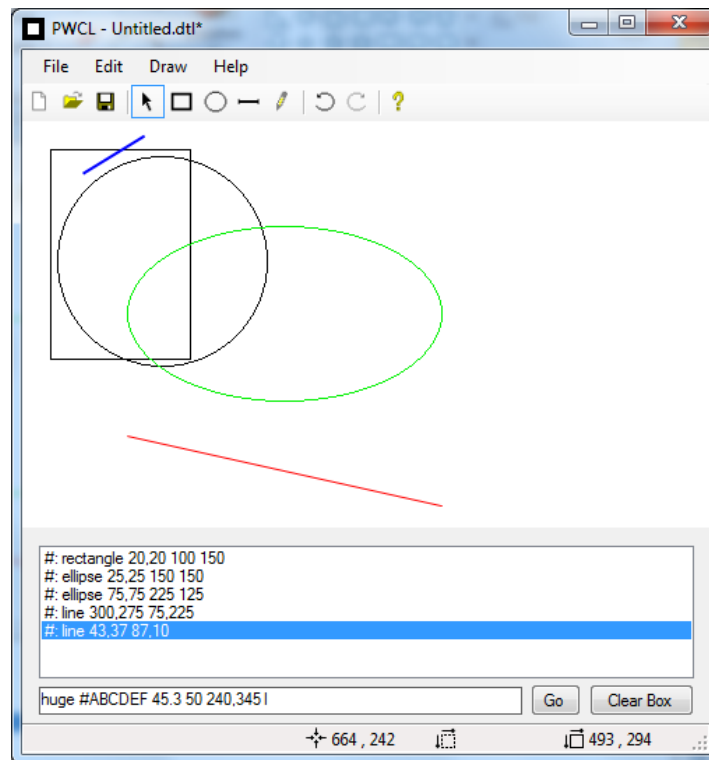 PWCL - Untitled.dtl*
File Edit Draw Help
#: rectangle 20,20 100 150
#: ellipse 25,25 150 150
#: ellipse 75,75 225 125
#: line 300,275 75,225
#: line 43,37 87,10
huge #ABCDEF 45.3 50 240,345
Go
Clear Box
664 , 242
493 , 294